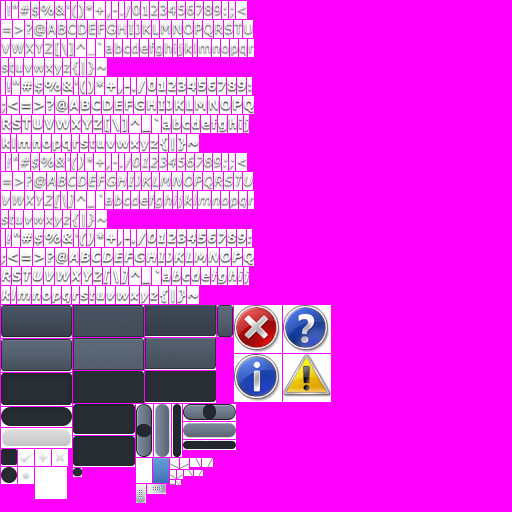 !"#$%&'()*+,-./0123456789:;<
=>?@ABCDEFGHIJKLMNOPQRSTU
VWXYZ[\]^_`abcdefghijklmnopqr
stuvwxyz{|}~
!"#$%&'()*+,-./0123456789:
;<=>?@ABCDEFGHIJKLMNOPQ
RSTUVWXYZ[\]^_`abcdefghij
klmnopqrstuvwxyz{|}~
!"#$%&'()*+,-./0123456789:;<
=>?@ABCDEFGHIJKLMNOPQRSTU
VWXYZ[\]^_`abcdefghijklmnopqr
stuvwxyz{|}~
!"#$%&'()*+,-./0123456789:
;<=>?@ABCDEFGHIJKLMNOPQ
RSTUVWXYZ[\]^_`abcdefghij
klmnopqrstuvwxyz{|}~
?
i
!